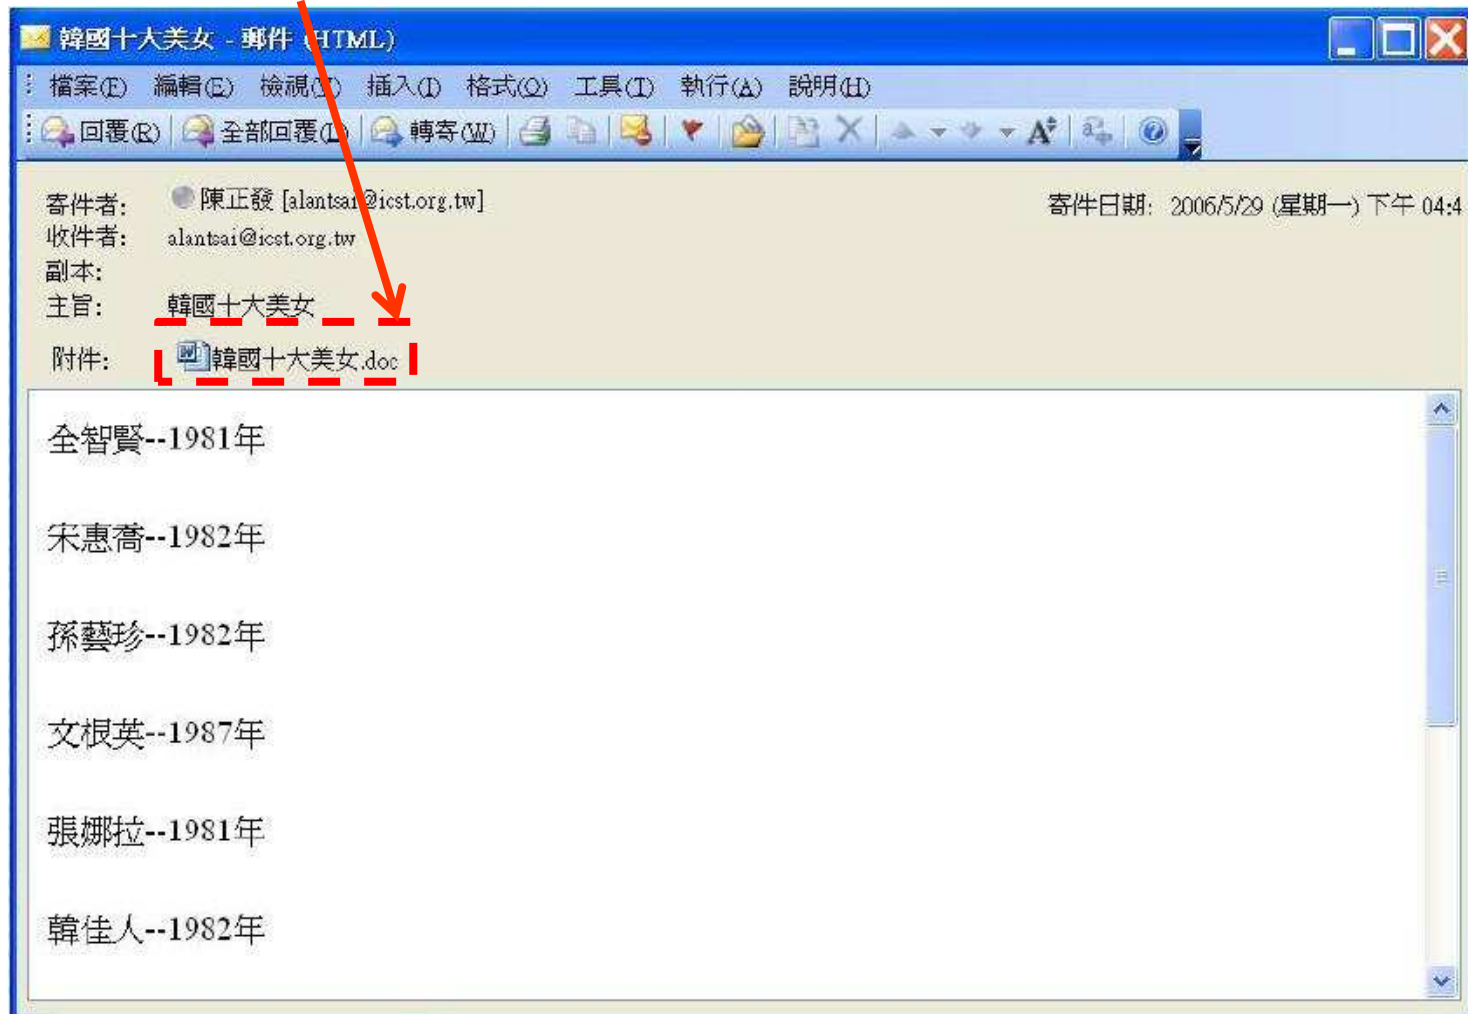 韓國十大美女 - 郵件 (HTML)
檔案(F) 編輯(E) 檢視(V) 插入(I) 格式(O) 工具(T) 執行(A) 說明(H)
回覆(R) 全部回覆(L) 轉寄(W)
寄件者: 陳正發 [alantsai@icst.org.tw] 寄件日期: 2006/5/29 (星期一) 下午 04:4
收件者: alantsai@icst.org.tw
副本:
主旨: 韓國十大美女
附件: 韓國十大美女.doc
全智賢--1981年
宋惠喬--1982年
孫藝珍--1982年
文根英--1987年
張娜拉--1981年
韓佳人--1982年